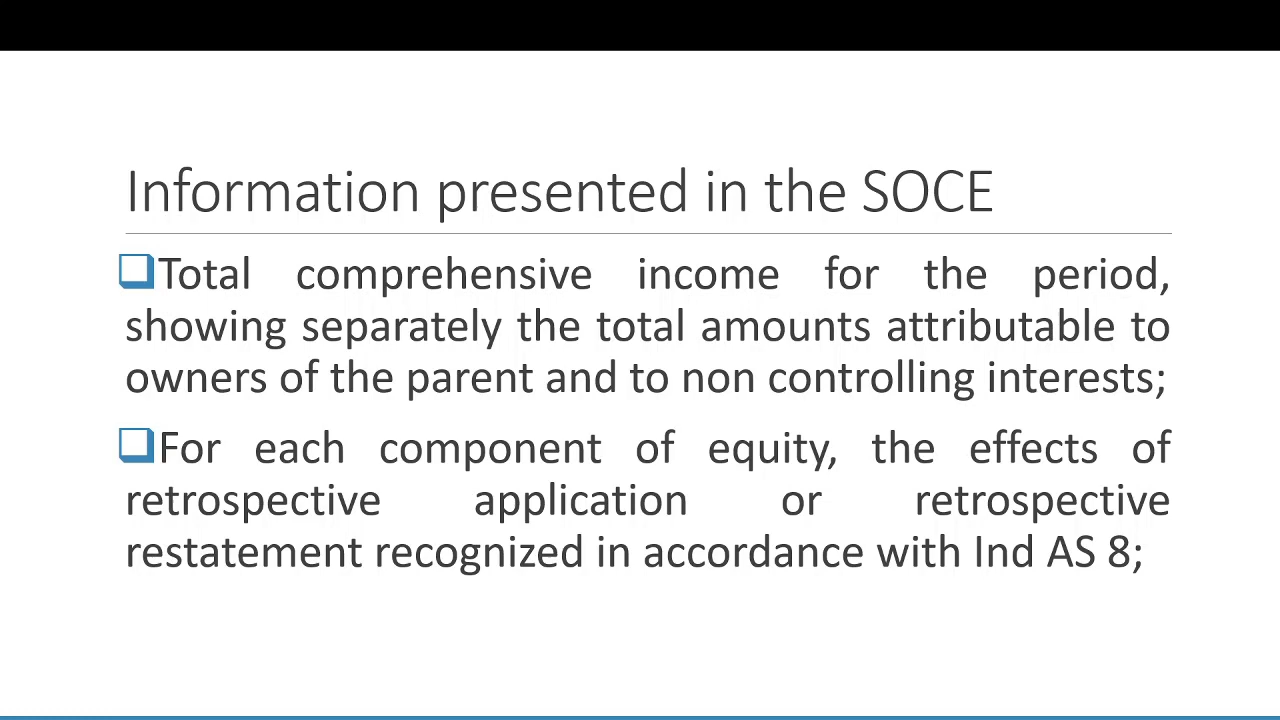 Information presented in the SOCE
Total comprehensive income for the period,
showing separately the total amounts attributable to
owners of the parent and to non controlling interests;
For each component of equity, the effects of
retrospective application or retrospective
restatement recognized in accordance with Ind AS 8;